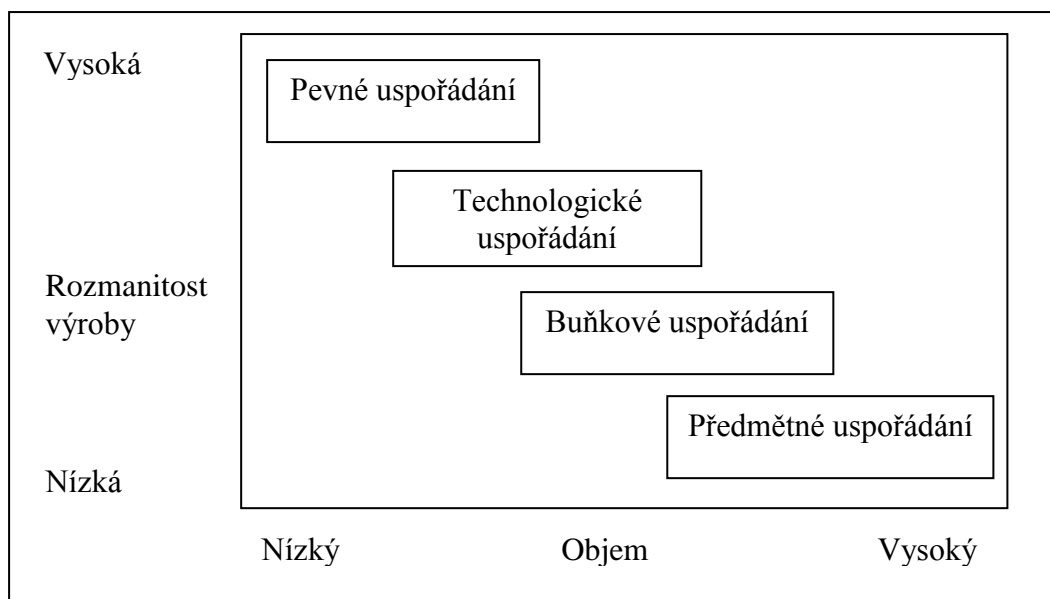 Vysoká
Pevné uspořádání
Technologické
uspořádání
Rozmanitost
výroby
Buňkové uspořádání
Předmětné uspořádání
Nízká
Nízký
Objem
Vysoký